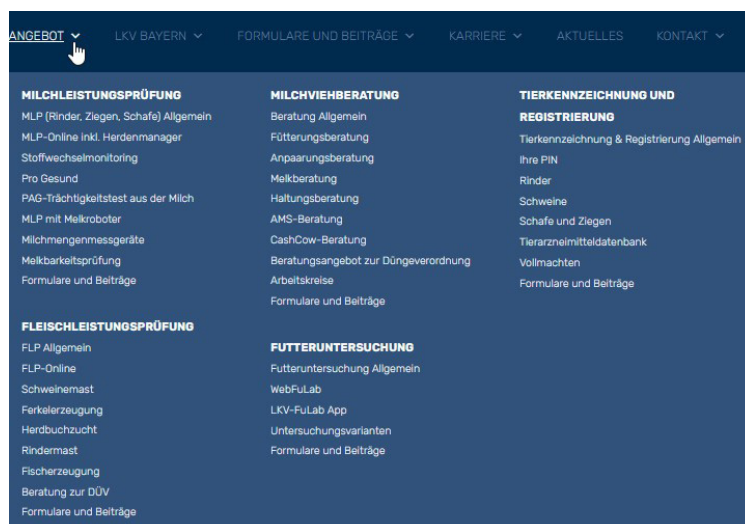 ANGEBOT
LKV BAYERN
FORMULARE UND BEITRÄGE
KARRIERE
AKTUELLES
KONTAKT
MILCHLEISTUNGSPRÜFUNG
MLP (Rinder, Ziegen, Schafe) Allgemein
MLP-Online inkl. Herdenmanager
Stoffwechselmonitoring
Pro Gesund
PAG-Trächtigkeitstest aus der Milch
MLP mit Melkroboter
Milchmengenmessgeräte
Melkbarkeitsprüfung
Formulare und Beiträge
FLEISCHLEISTUNGSPRÜFUNG
FLP Allgemein
FLP-Online
Schweinemast
Ferkelerzeugung
Herdbuchzucht
Rindermast
Fischerzeugung
Beratung zur DÜV
Formulare und Beiträge
MILCHVIEHBERATUNG
Beratung Allgemein
Fütterungsberatung
Anpaarungsberatung
Melkberatung
Haltungsberatung
AMS-Beratung
CashCow-Beratung
Beratungsangebot zur Düngeverordnung
Arbeitskreise
Formulare und Beiträge
FUTTERUNTERSUCHUNG
Futteruntersuchung Allgemein
WebFuLab
LKV-FuLab App
Untersuchungsvarianten
Formulare und Beiträge
TIERKENNZEICHNUNG UND
REGISTRIERUNG
Tierkennzeichnung & Registrierung Allgemein
Ihre PIN
Rinder
Schweine
Schafe und Ziegen
Tierarzneimitteldatenbank
Vollmachten
Formulare und Beiträge